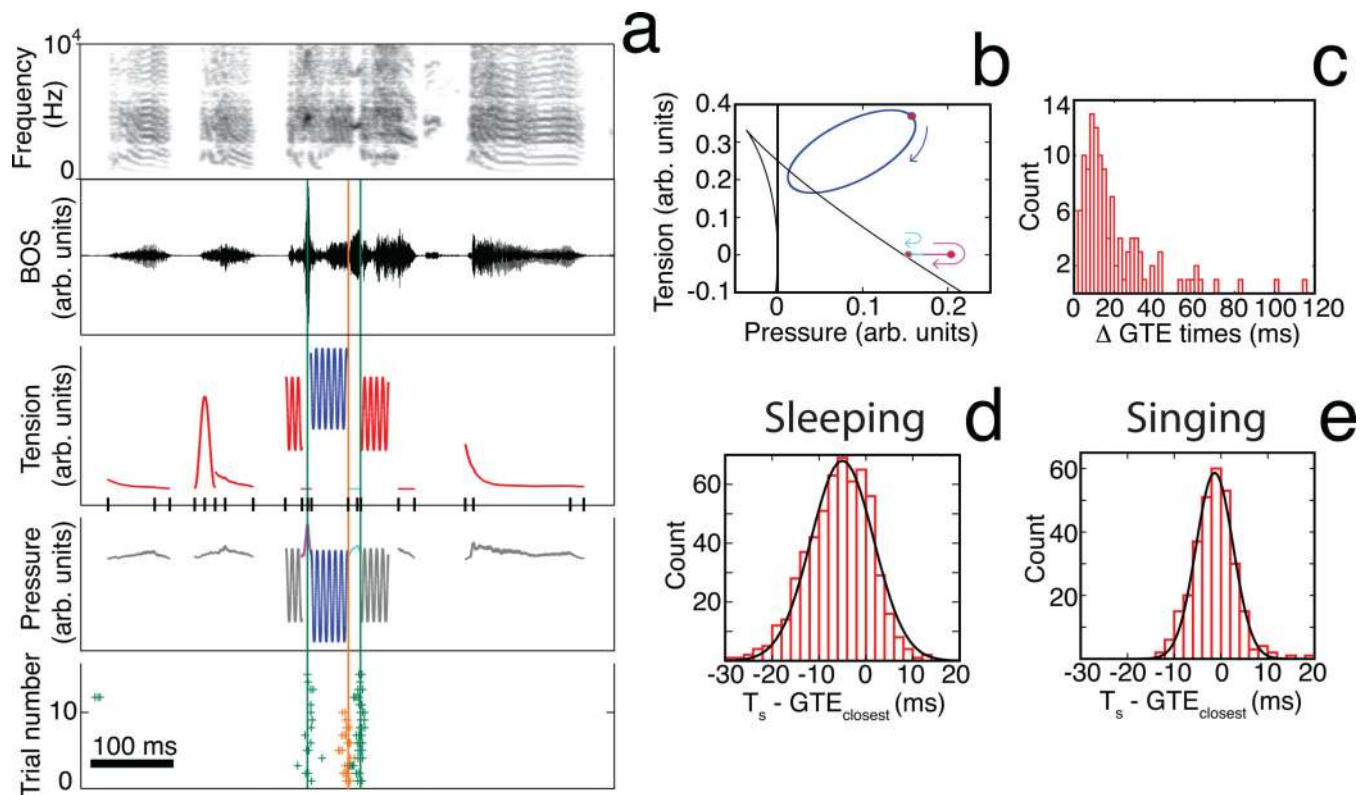 a
10⁴
Frequency
(Hz)
0
BOS
(arb. units)
Tension
(arb. units)
Pressure
(arb. units)
Trial number
10
0
100 ms
b
Tension (arb. units)
0.4
0.3
0.2
0.1
0
-0.1
0
0.1
0.2
Pressure (arb. units)
c
Count
14
10
6
2
0
20
40
60
80
100
120
Δ GTE times (ms)
Sleeping
d
Count
60
40
20
-30
-20
-10
0
10
20
Tₛ - GTE_closest (ms)
Singing
e
Count
60
40
20
-30
-20
-10
0
10
20
Tₛ - GTE_closest (ms)